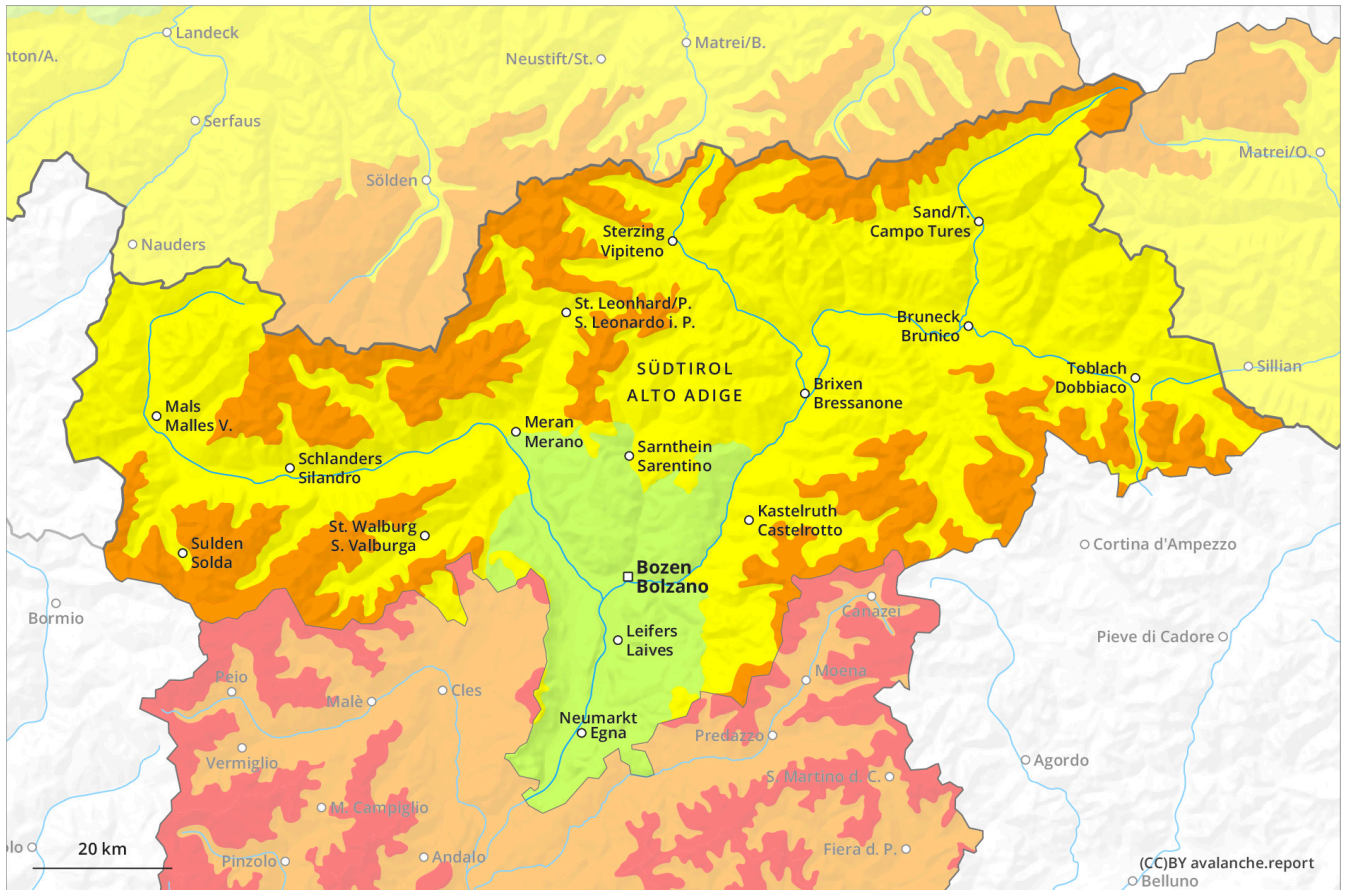 Landeck
Matrei/B.
nton/A.
Neustift/St.
Serfaus
Matrei/O.
Sölden
Sand/T.
Campo Tures
Sterzing
Vipiteno
Nauders
St. Leonhard/P.
S. Leonardo i. P.
Bruneck
Brunico
SÜDTIROL
ALTO ADIGE
Sillian
Toblach
Dobbiaco
Brixen
Bressanone
Mals
Malles V.
Meran
Merano
Sarnthein
Sarentino
Schlanders
Silandro
Kastelruth
Castelrotto
St. Walburg
S. Valburga
Sulden
Solda
Cortina d'Ampezzo
Bozen
Bolzano
Bormio
Canazei
Leifers
Laives
Pieve di Cadore
Moena
Peio
Cles
Malè
Neumarkt
Egna
Predazzo
Vermiglio
Agordo
S. Martino d. C.
M. Campiglio
olo
20 km
Pinzolo
Andalo
Fiera d. P.
(CC)BY avalanche.report
Belluno